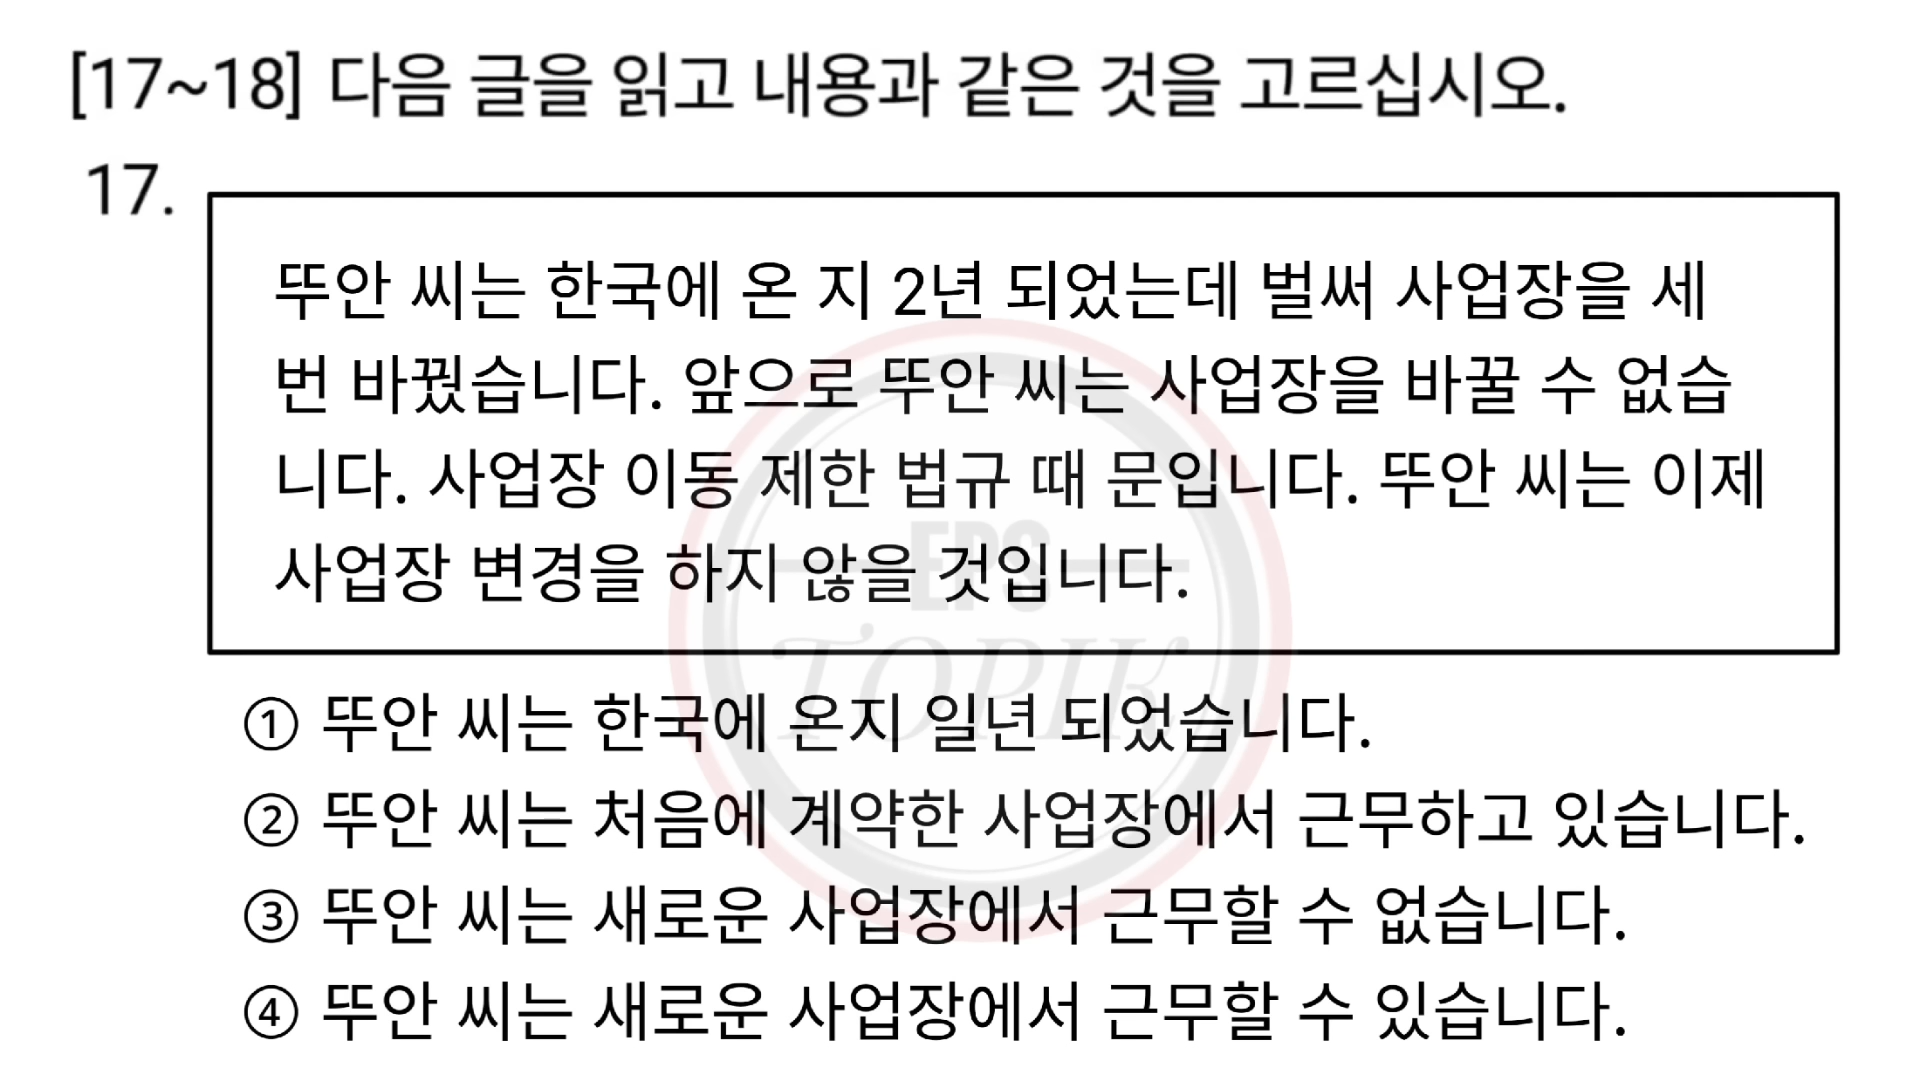 [17~18] 다음 글을 읽고 내용과 같은 것을 고르십시오.
17.
뚜안 씨는 한국에 온 지 2년 되었는데 벌써 사업장을 세
번 바꿨습니다. 앞으로 뚜안 씨는 사업장을 바꿀 수 없습
니다. 사업장 이동 제한 법규 때 문입니다. 뚜안 씨는 이제
사업장 변경을 하지 않을 것입니다.
EPS
TOPIK
① 뚜안 씨는 한국에 온지 일년 되었습니다.
② 뚜안 씨는 처음에 계약한 사업장에서 근무하고 있습니다.
③ 뚜안 씨는 새로운 사업장에서 근무할 수 없습니다.
④ 뚜안 씨는 새로운 사업장에서 근무할 수 있습니다.